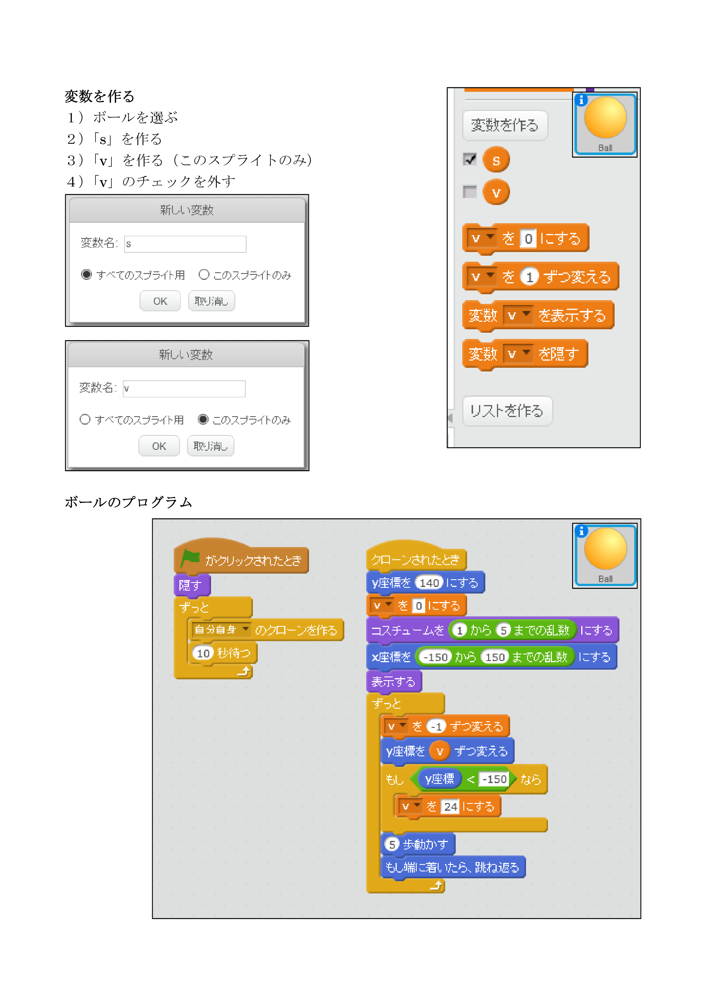 変数を作る
１）ボールを選ぶ
２）「s」を作る
３）「v」を作る（このスプライトのみ）
４）「v」のチェックを外す
新しい変数
変数名: s
すべてのスプライト用 このスプライトのみ
OK 取り消し
新しい変数
変数名: v
すべてのスプライト用 このスプライトのみ
OK 取り消し
変数を作る
Ball
s
v
v を 0 にする
v を 1 ずつ変える
変数 v を表示する
変数 v を隠す
リストを作る
ボールのプログラム
がクリックされたとき
隠す
ずっと
自分自身 のクローンを作る
10 秒待つ
クローンされたとき
y座標を 140 にする
v を 0 にする
コスチュームを 1 から 5 までの乱数 にする
x座標を -150 から 150 までの乱数 にする
表示する
ずっと
v を -1 ずつ変える
y座標を v ずつ変える
もし y座標 < -150 なら
v を 24 にする
5 歩動かす
もし端に着いたら、跳ね返る
Ball